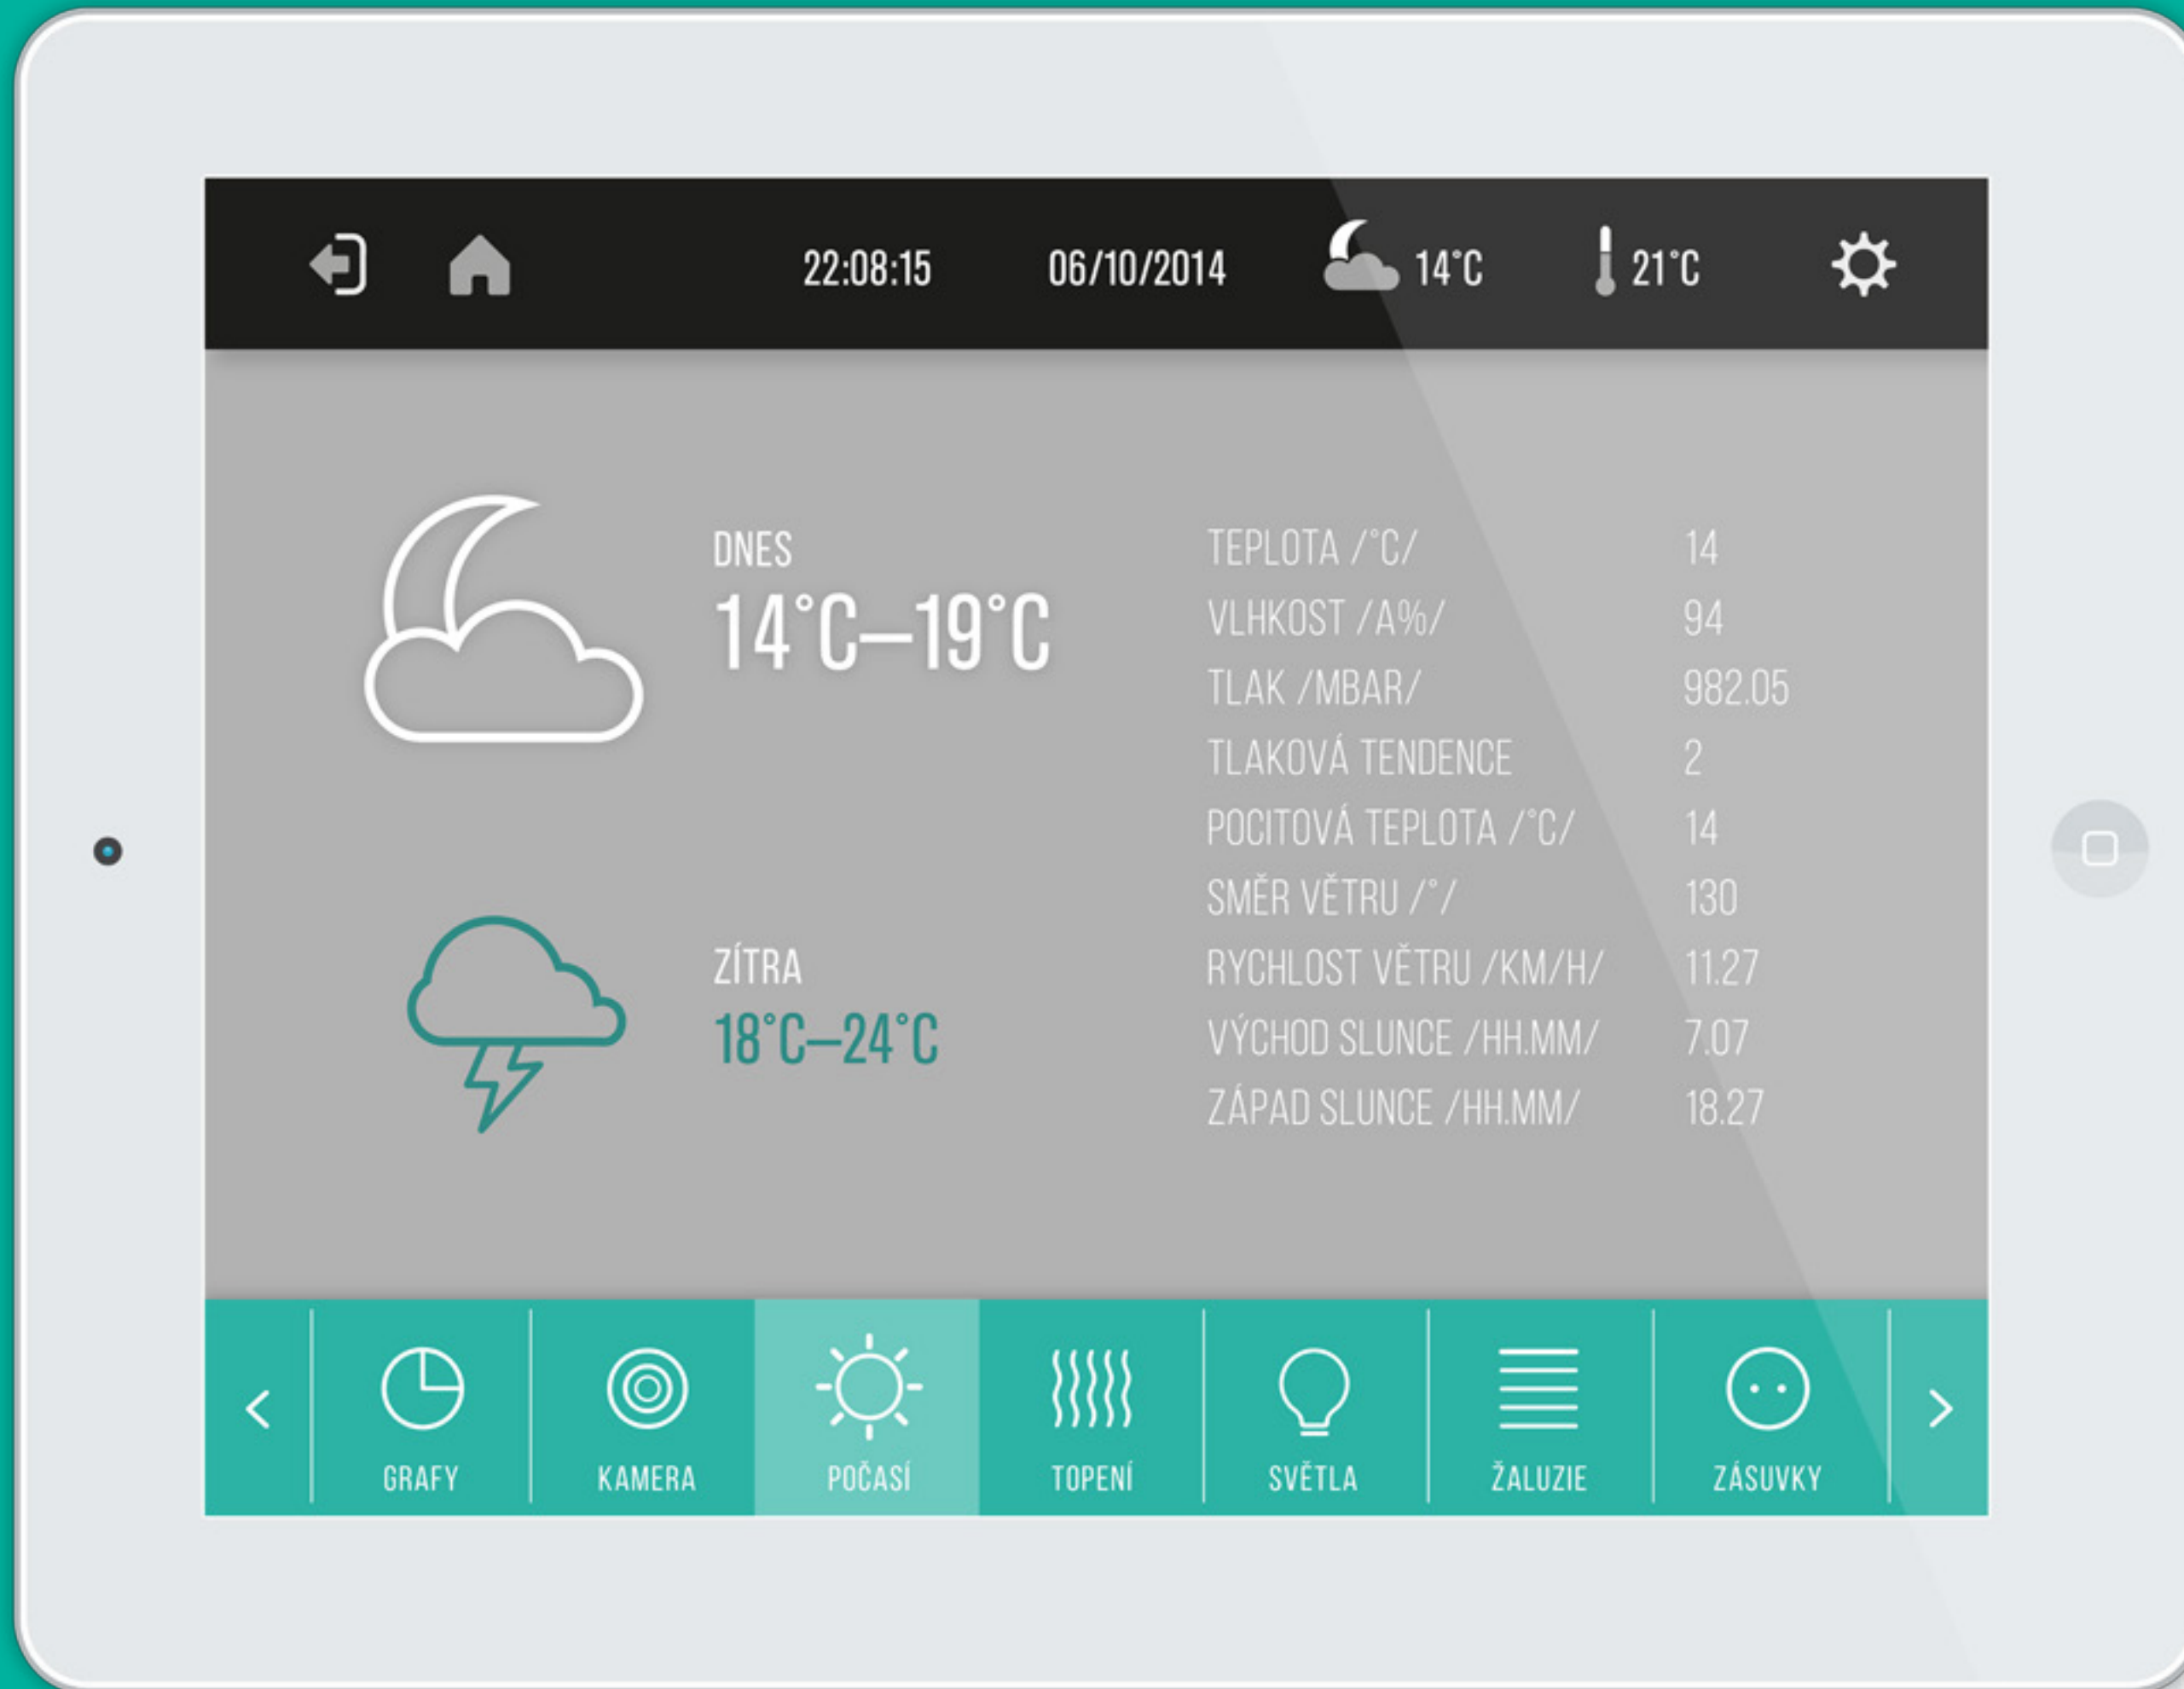 22:08:15 06/10/2014 14°C 21°C
DNES
14°C–19°C
ZÍTRA
18°C–24°C
TEPLOTA /°C/ 14
VLHKOST /A%/ 94
TLAK /MBAR/ 982.05
TLAKOVÁ TENDENCE 2
POCITOVÁ TEPLOTA /°C/ 14
SMĚR VĚTRU /°/ 130
RYCHLOST VĚTRU /KM/H/ 11.27
VÝCHOD SLUNCE /HH.MM/ 7.07
ZÁPAD SLUNCE /HH.MM/ 18.27
GRAFY KAMERA POČASÍ TOPENÍ SVĚTLA ŽALUZIE ZÁSUVKY